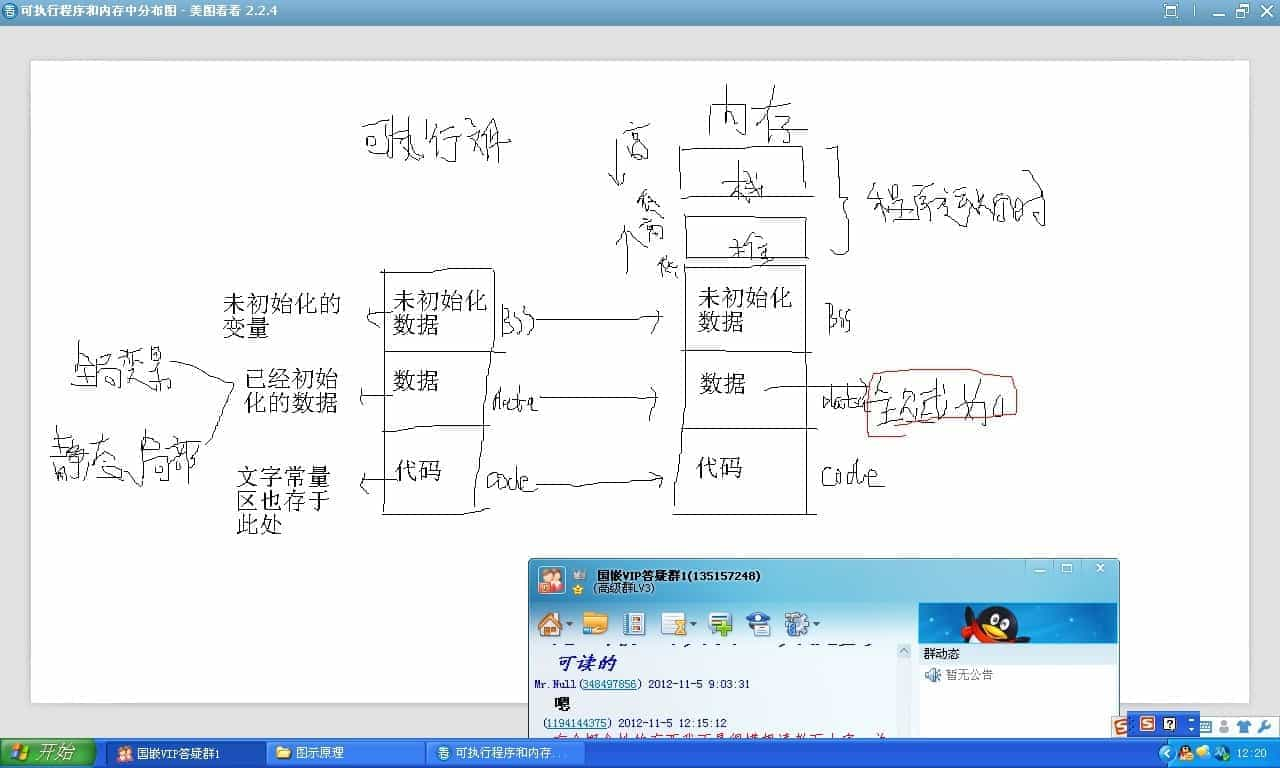 可执行程序和内存中分布图 - 美图看看 2.2.4
内存
可执行文件
高
栈
低
程序运行时
高
堆
低
未初始化的
变量
未初始化
数据
BSS
未初始化
数据
BSS
全局变量
已经初始
化的数据
数据
data
数据
data
静态局部
文字常量
区也存于
此处
代码
code
代码
code
国嵌VIP答疑群1(135157248)
(高级群LV3)
可读的
Mr.Null(348497856) 2012-11-5 9:03:31
嗯
(1194144375) 2012-11-5 12:15:12
群动态
暂无公告
开始
国嵌VIP答疑群1
图示原理
可执行程序和内存...
12:20